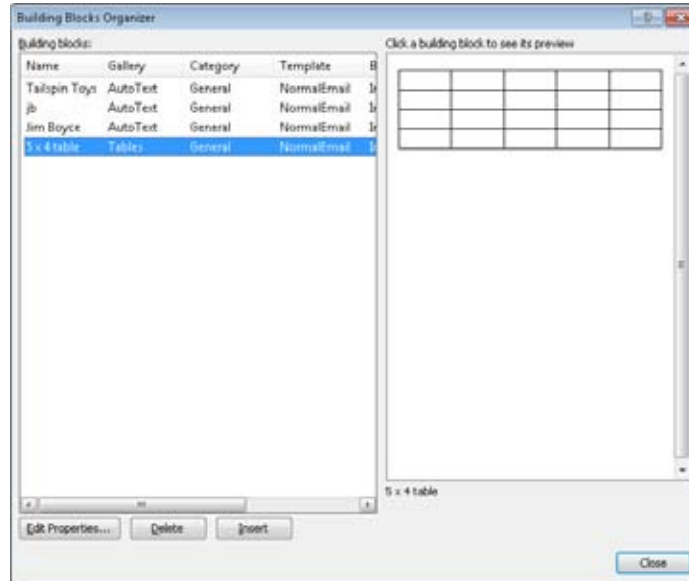 Building Blocks Organizer
Building blocks:
Click a building block to see its preview
Name Gallery Category Template B
Tailspin Toys AutoText General NormalEmail
jb AutoText General NormalEmail
Jim Boyce AutoText General NormalEmail
5 x 4 table Tables General NormalEmail
5 x 4 table
Edit Properties... Delete Insert
Close